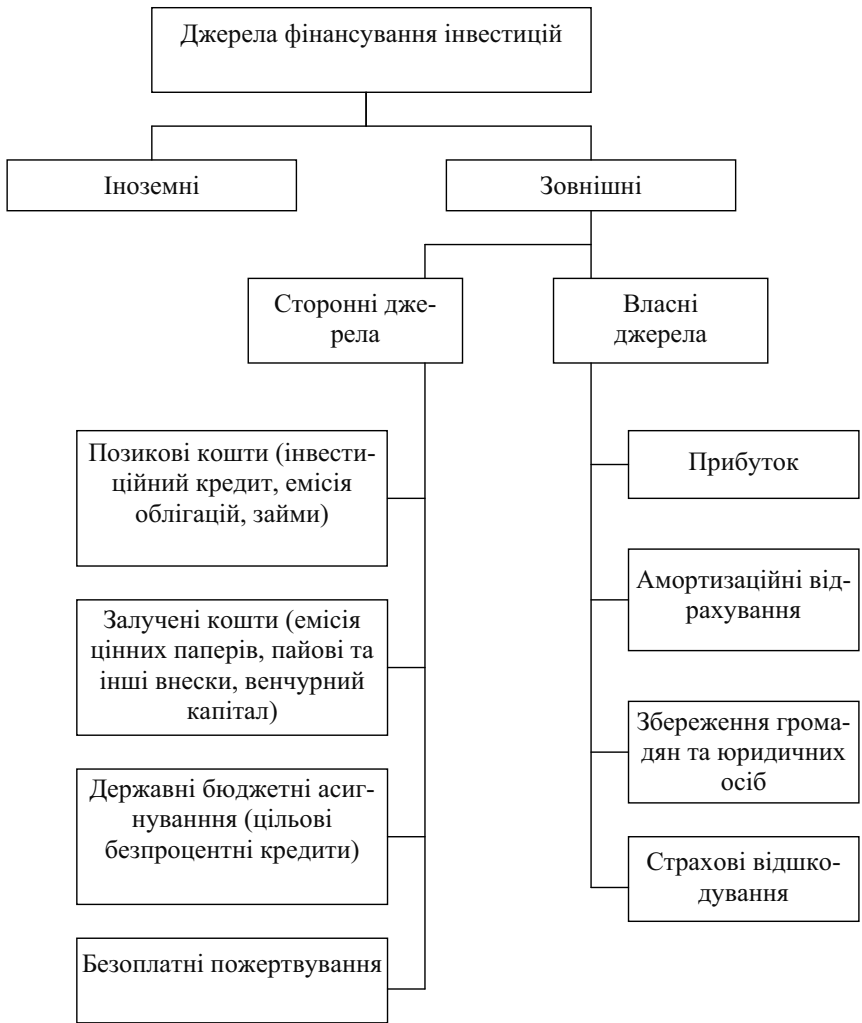 Джерела фінансування інвестицій
Іноземні
Зовнішні
Сторонні дже-
рела
Власні
джерела
Позикові кошти (інвести-
ційний кредит, емісія
облігацій, займи)
Залучені кошти (емісія
цінних паперів, пайові та
інші внески, венчурний
капітал)
Державні бюджетні асиг-
нуванння (цільові
безпроцентні кредити)
Безоплатні пожертвування
Прибуток
Амортизаційні від-
рахування
Збереження грома-
дян та юридичних
осіб
Страхові відшко-
дування